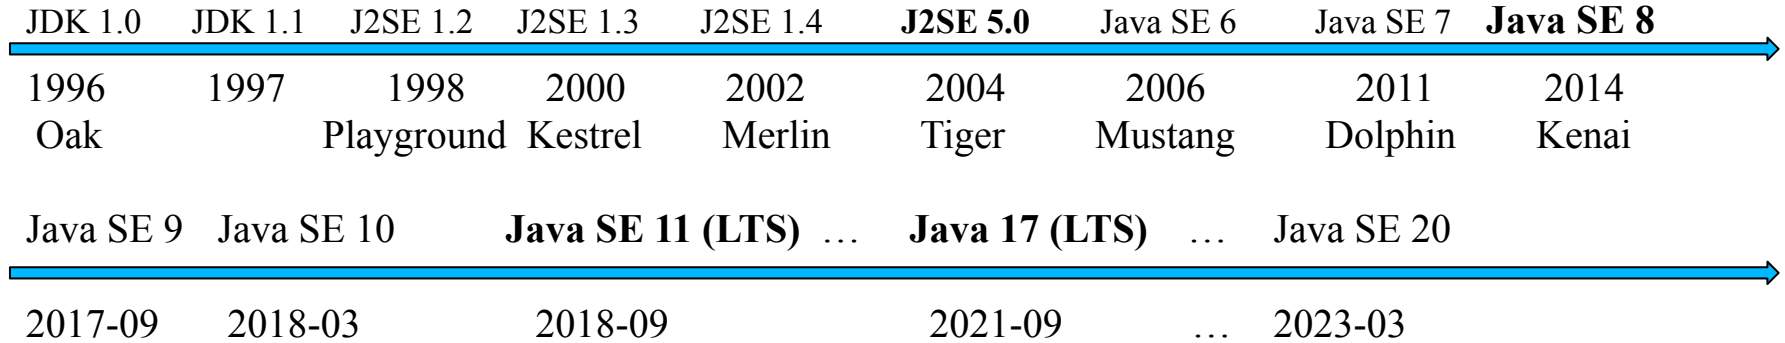 JDK 1.0 JDK 1.1 J2SE 1.2 J2SE 1.3 J2SE 1.4 J2SE 5.0 Java SE 6 Java SE 7 Java SE 8
1996 1997 1998 2000 2002 2004 2006 2011 2014
Oak Playground Kestrel Merlin Tiger Mustang Dolphin Kenai
Java SE 9 Java SE 10 Java SE 11 (LTS) … Java 17 (LTS) … Java SE 20
2017-09 2018-03 2018-09 2021-09 … 2023-03